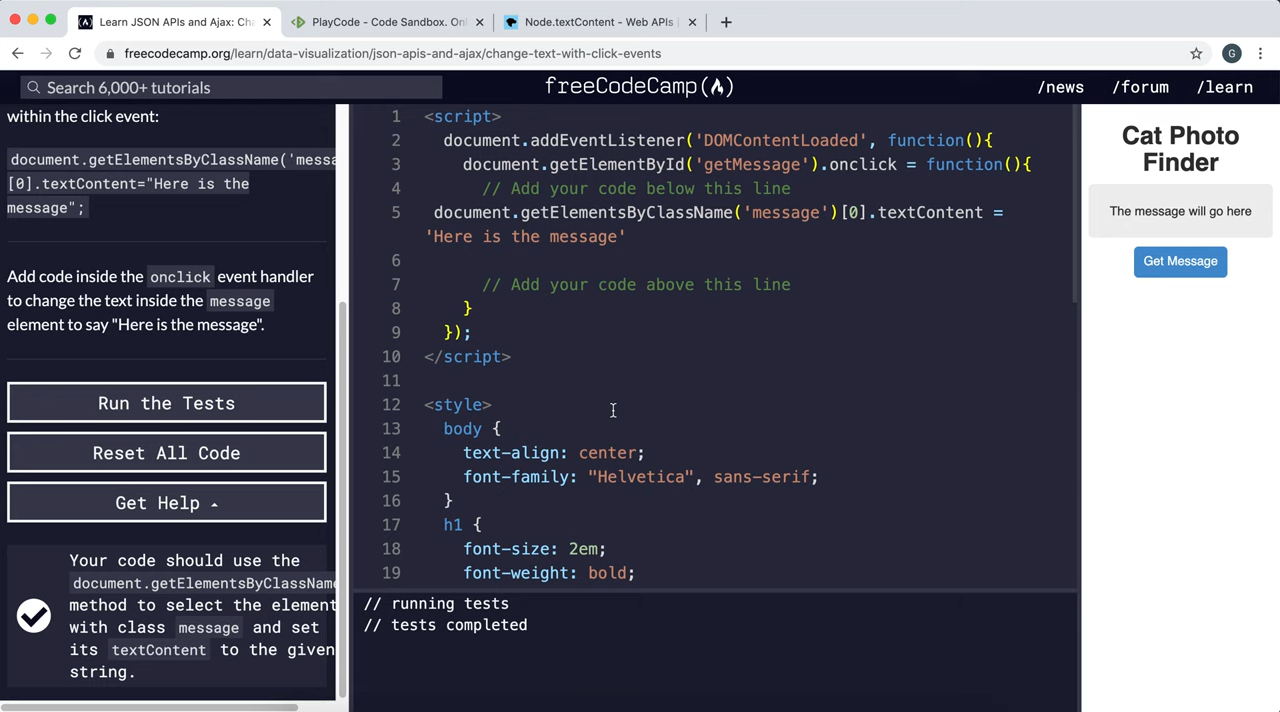 Learn JSON APIs and Ajax: Cha
PlayCode - Code Sandbox. Onl
Node.textContent - Web APIs
freecodecamp.org/learn/data-visualization/json-apis-and-ajax/change-text-with-click-events
G
Search 6,000+ tutorials
freeCodeCamp
/news
/forum
/learn
within the click event:
document.getElementsByClassName('messa
[0].textContent="Here is the
message";
Add code inside the onclick event handler
to change the text inside the message
element to say "Here is the message".
Run the Tests
Reset All Code
Get Help
Your code should use the
document.getElementsByClassName
method to select the element
with class message and set
its textContent to the given
string.
1 <script>
2 document.addEventListener('DOMContentLoaded', function(){
3 document.getElementById('getMessage').onclick = function(){
4 // Add your code below this line
5 document.getElementsByClassName('message')[0].textContent =
'Here is the message'
6
7 // Add your code above this line
8 }
9 });
10 </script>
11
12 <style>
13 body {
14 text-align: center;
15 font-family: "Helvetica", sans-serif;
16 }
17 h1 {
18 font-size: 2em;
19 font-weight: bold;
// running tests
// tests completed
Cat Photo
Finder
The message will go here
Get Message